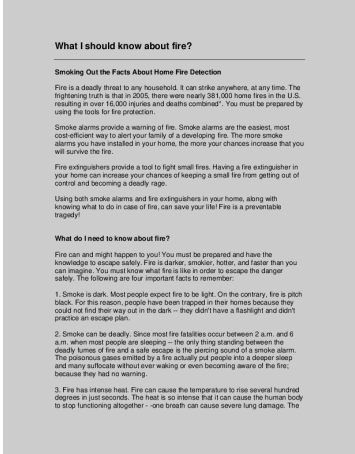 What I should know about fire?
Smoking Out the Facts About Home Fire Detection
Fire is a deadly threat to any household. It can strike anywhere, at any time. The
frightening truth is that in 2005, there were nearly 381,000 home fires in the U.S.
resulting in over 16,000 injuries and deaths combined*. You must be prepared by
using the tools for fire protection.
Smoke alarms provide a warning of fire. Smoke alarms are the easiest, most
cost-efficient way to alert your family of a developing fire. The more smoke
alarms you have installed in your home, the more your chances increase that you
will survive the fire.
Fire extinguishers provide a tool to fight small fires. Having a fire extinguisher in
your home can increase your chances of keeping a small fire from getting out of
control and becoming a deadly rage.
Using both smoke alarms and fire extinguishers in your home, along with
knowing what to do in case of fire, can save your life! Fire is a preventable
tragedy!
What do I need to know about fire?
Fire can and might happen to you! You must be prepared and have the
knowledge to escape safely. Fire is darker, smokier, hotter, and faster than you
can imagine. You must know what fire is like in order to escape the danger
safely. The following are four important facts to remember:
1. Smoke is dark. Most people expect fire to be light. On the contrary, fire is pitch
black. For this reason, people have been trapped in their homes because they
could not find their way out in the dark -- they didn't have a flashlight and didn't
practice an escape plan.
2. Smoke can be deadly. Since most fire fatalities occur between 2 a.m. and 6
a.m. when most people are sleeping -- the only thing standing between the
deadly fumes of fire and a safe escape is the piercing sound of a smoke alarm.
The poisonous gases emitted by a fire actually put people into a deeper sleep
and many suffocate without ever waking or even becoming aware of the fire;
because they had no warning.
3. Fire has intense heat. Fire can cause the temperature to rise several hundred
degrees in just seconds. The heat is so intense that it can cause the human body
to stop functioning altogether - -one breath can cause severe lung damage. The